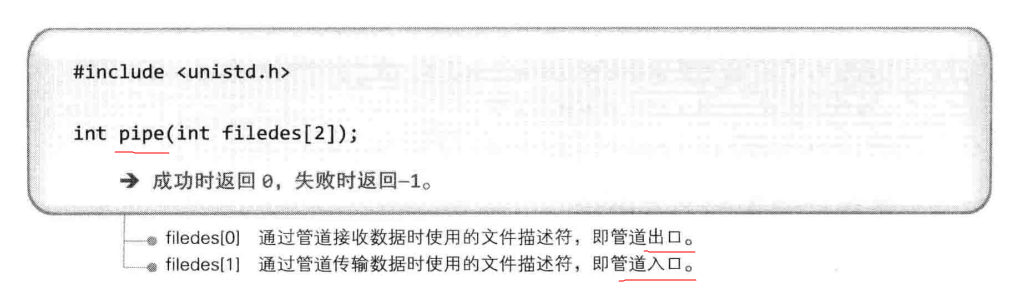 #include <unistd.h>
int pipe(int filedes[2]);
➔ 成功时返回 0，失败时返回–1。
filedes[0] 通过管道接收数据时使用的文件描述符，即管道出口。
filedes[1] 通过管道传输数据时使用的文件描述符，即管道入口。